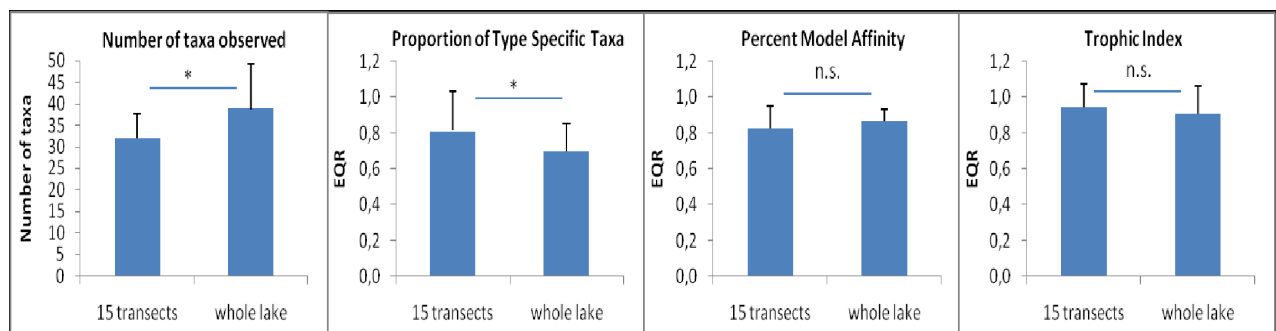 Number of taxa observed
Number of taxa
50
45
40
35
30
25
20
15
10
5
0
*
15 transects whole lake
Proportion of Type Specific Taxa
EQR
1,2
1,0
0,8
0,6
0,4
0,2
0,0
*
15 transects whole lake
Percent Model Affinity
EQR
1,2
1,0
0,8
0,6
0,4
0,2
0,0
n.s.
15 transects whole lake
Trophic Index
EQR
1,2
1,0
0,8
0,6
0,4
0,2
0,0
n.s.
15 transects whole lake